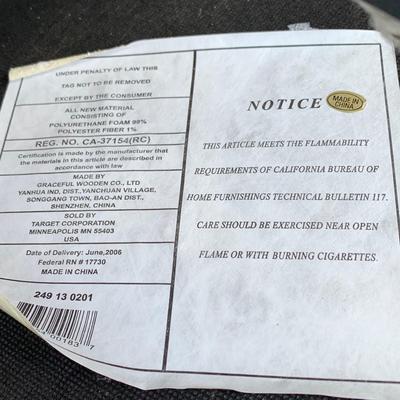 UNDER PENALTY OF LAW THIS
TAG NOT TO BE REMOVED
EXCEPT BY THE CONSUMER
ALL NEW MATERIAL
CONSISTING OF
POLYURETHANE FOAM 99%
POLYESTER FIBER 1%
REG. NO. CA-37154(RC)
Certification is made by the manufacturer that
the materials in this article are described in
accordance with law
MADE BY
GRACEFUL WOODEN CO., LTD
YANHUA IND, DIST.,YANCHUAN VILLAGE,
SONGGANG TOWN, BAO-AN DIST.,
SHENZHEN, CHINA
SOLD BY
TARGET CORPORATION
MINNEAPOLIS MN 55403
USA
Date of Delivery: June,2006
Federal RN # 17730
MADE IN CHINA
249 13 0201
00183 7
NOTICE
MADE IN
CHINA
THIS ARTICLE MEETS THE FLAMMABILITY
REQUIREMENTS OF CALIFORNIA BUREAU OF
HOME FURNISHINGS TECHNICAL BULLETIN 117.
CARE SHOULD BE EXERCISED NEAR OPEN
FLAME OR WITH BURNING CIGARETTES.